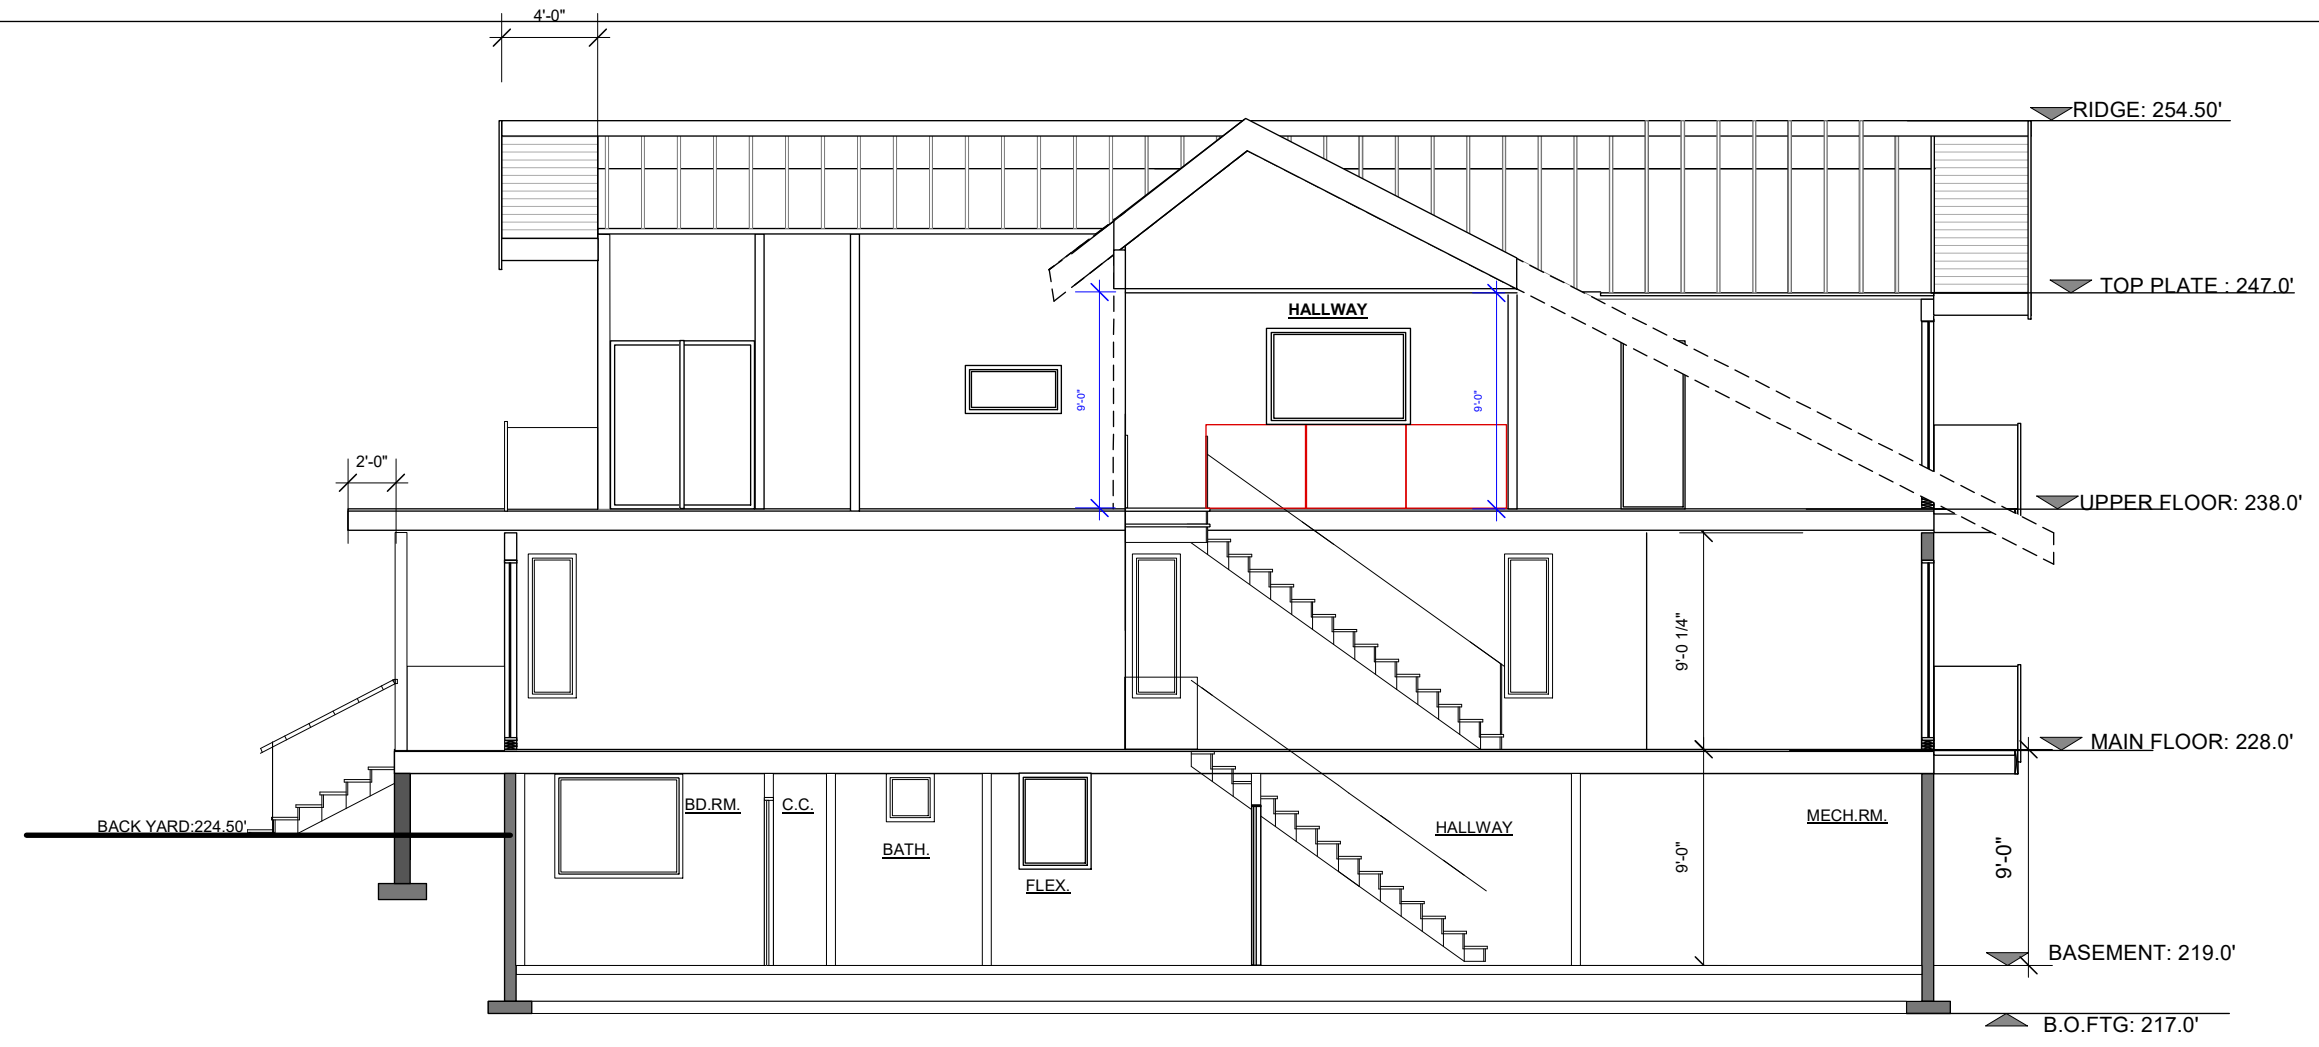 4'-0"
RIDGE: 254.50'
TOP PLATE : 247.0'
HALLWAY
9'-0"
9'-0"
2'-0"
UPPER FLOOR: 238.0'
9'-0 1/4"
MAIN FLOOR: 228.0'
BD.RM.
C.C.
BACK YARD:224.50'
BATH.
FLEX.
HALLWAY
MECH.RM.
9'-0"
9'-0"
BASEMENT: 219.0'
B.O.FTG: 217.0'